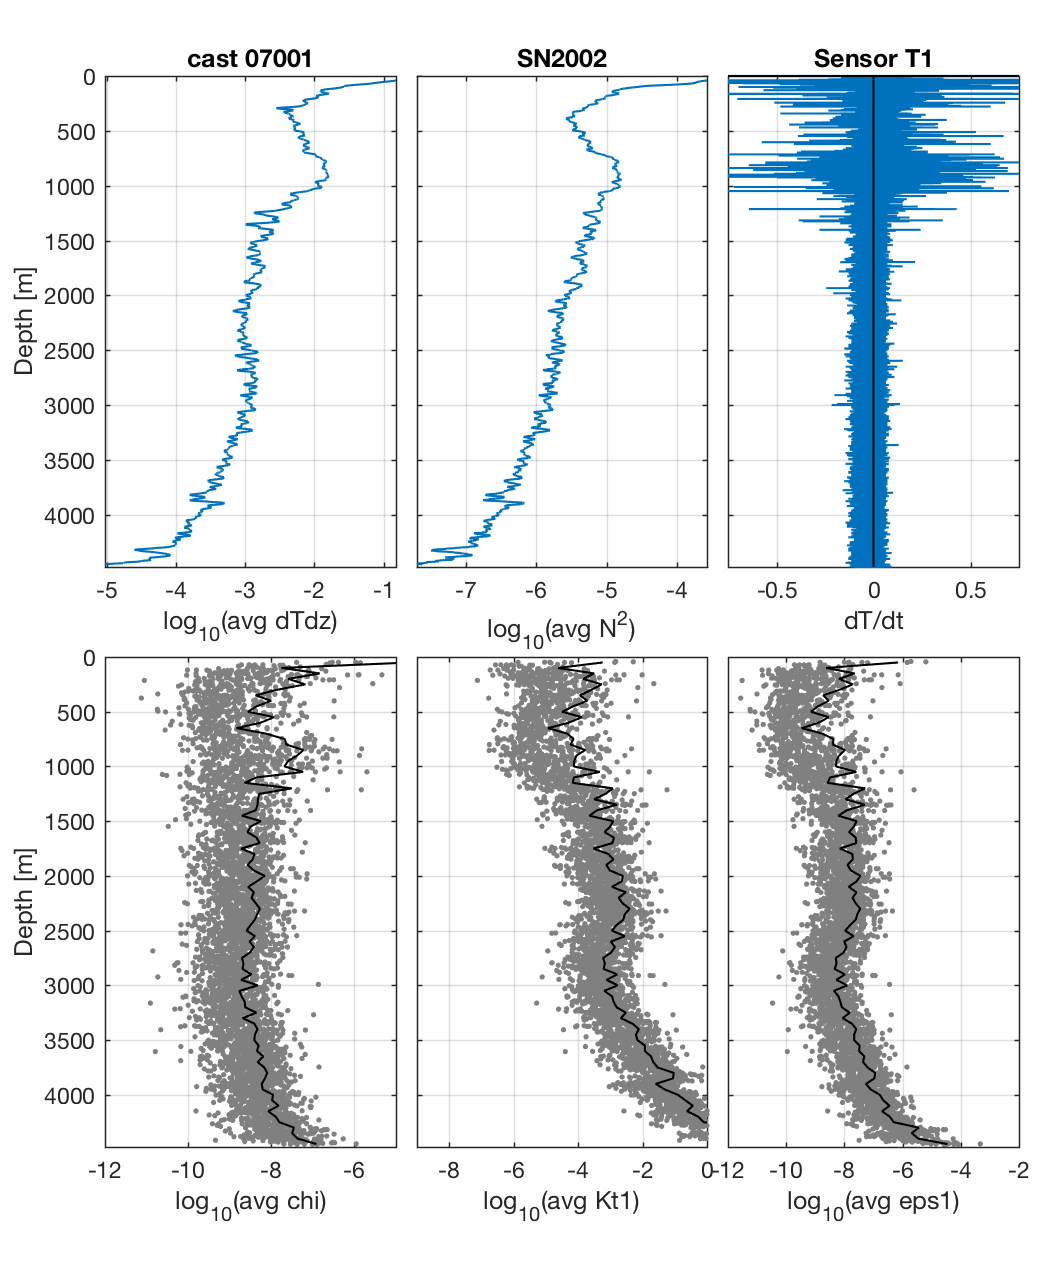 cast 07001
SN2002
Sensor T1
0
500
1000
1500
2000
2500
3000
3500
4000
Depth [m]
-5 -4 -3 -2 -1
log10(avg dTdz)
-7 -6 -5 -4
log10(avg N2)
-0.5 0 0.5
dT/dt
0
500
1000
1500
2000
2500
3000
3500
4000
Depth [m]
-12 -10 -8 -6
log10(avg chi)
-8 -6 -4 -2 0
log10(avg Kt1)
-12 -10 -8 -6 -4 -2
log10(avg eps1)